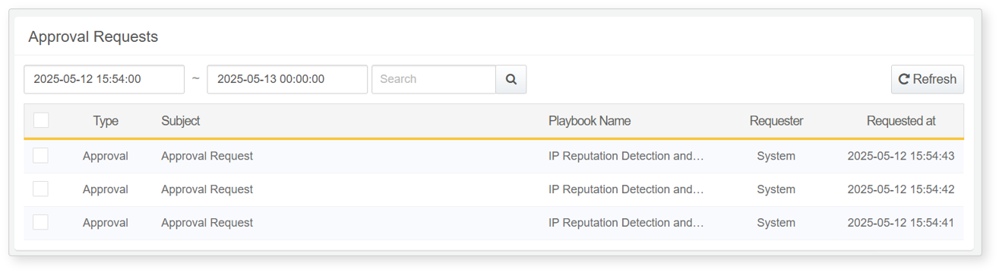 Approval Requests
2025-05-12 15:54:00 ~ 2025-05-13 00:00:00 Search Refresh
Type Subject Playbook Name Requester Requested at
Approval Approval Request IP Reputation Detection and… System 2025-05-12 15:54:43
Approval Approval Request IP Reputation Detection and… System 2025-05-12 15:54:42
Approval Approval Request IP Reputation Detection and… System 2025-05-12 15:54:41